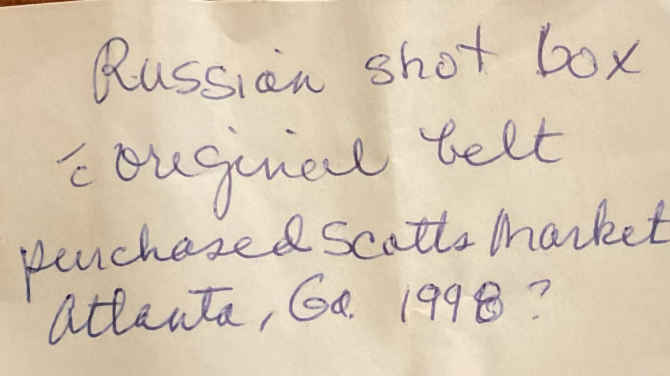 Russian shot box
c̄ original belt
purchased Scotts Market
Atlanta, Ga. 1998?